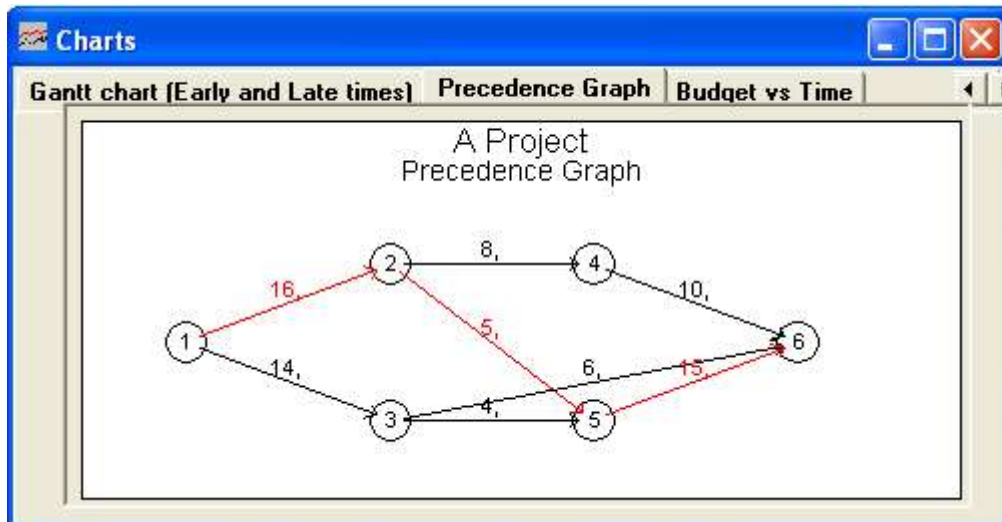 Charts
Gantt chart (Early and Late times) Precedence Graph Budget vs Time
A Project
Precedence Graph
2 8, 4
16, 10,
5,
1 6
14, 6, 15,
3 4, 5